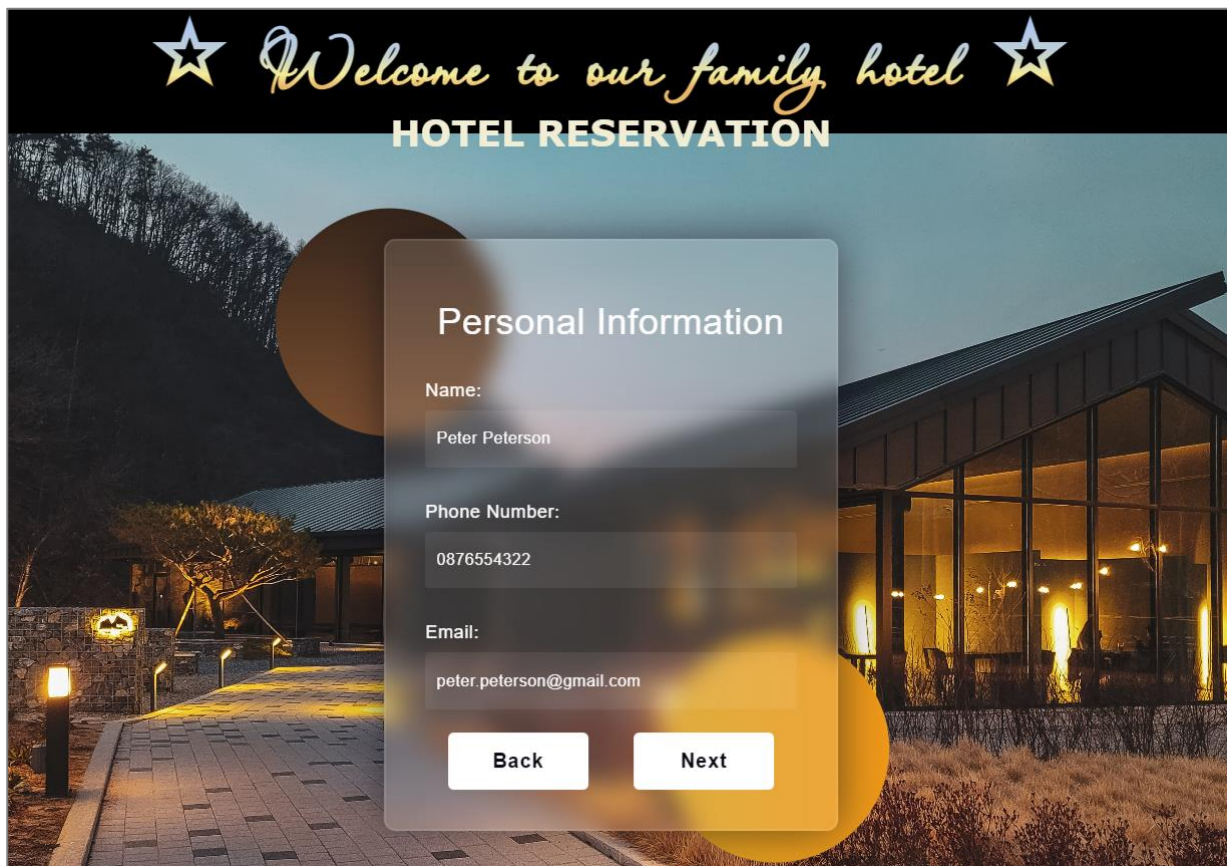 Welcome to our family hotel
HOTEL RESERVATION
Personal Information
Name:
Peter Peterson
Phone Number:
0876554322
Email:
peter.peterson@gmail.com
Back Next